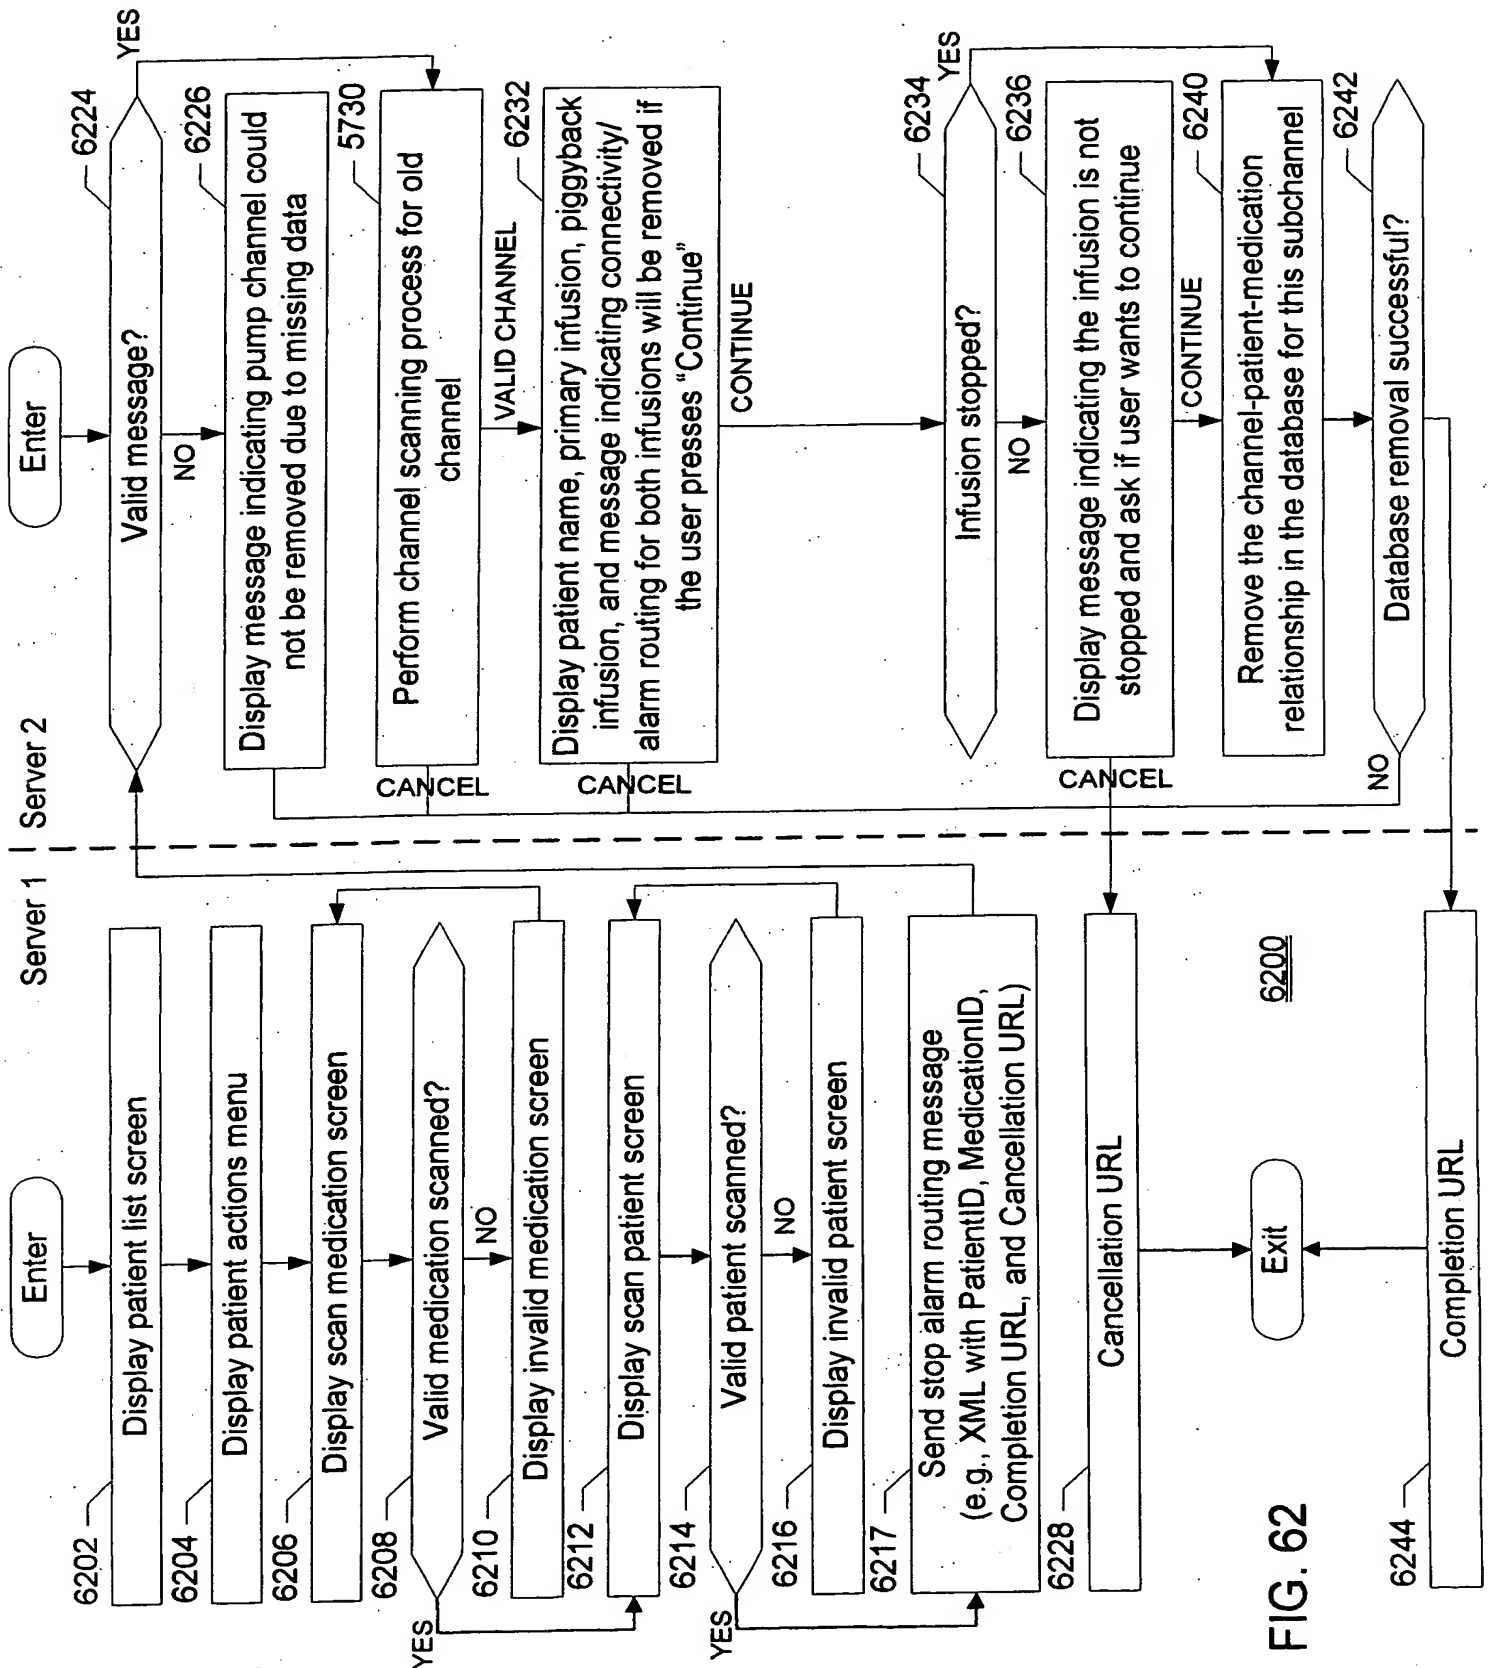 Server 1
Server 2
Enter
6202
Display patient list screen
6204
Display patient actions menu
6206
Display scan medication screen
6208
Valid medication scanned?
YES
NO
6210
Display invalid medication screen
6212
Display scan patient screen
6214
Valid patient scanned?
YES
NO
6216
Display invalid patient screen
6217
Send stop alarm routing message
(e.g., XML with PatientID, MedicationID,
Completion URL, and Cancellation URL)
6228
Cancellation URL
Exit
6200
6244
Completion URL
Enter
6224
Valid message?
YES
NO
6226
Display message indicating pump channel could
not be removed due to missing data
5730
Perform channel scanning process for old
channel
CANCEL
VALID CHANNEL
6232
Display patient name, primary infusion, piggyback
infusion, and message indicating connectivity/
alarm routing for both infusions will be removed if
the user presses “Continue”
CANCEL
CONTINUE
6234
Infusion stopped?
YES
NO
6236
Display message indicating the infusion is not
stopped and ask if user wants to continue
CANCEL
CONTINUE
6240
Remove the channel-patient-medication
relationship in the database for this subchannel
6242
Database removal successful?
NO
FIG. 62